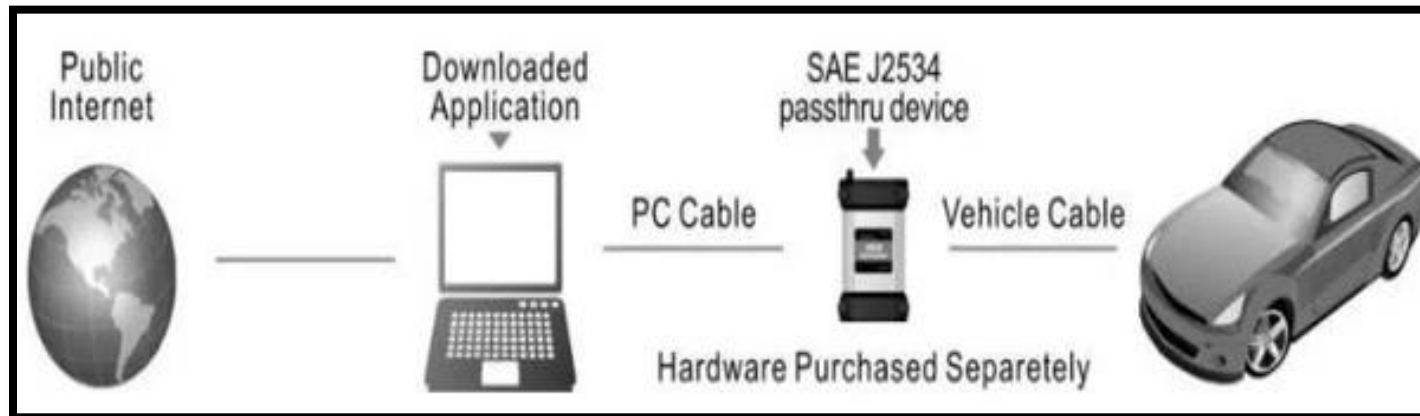 Public
Internet
Downloaded
Application
SAE J2534
passthru device
PC Cable
Vehicle Cable
Hardware Purchased Separetely